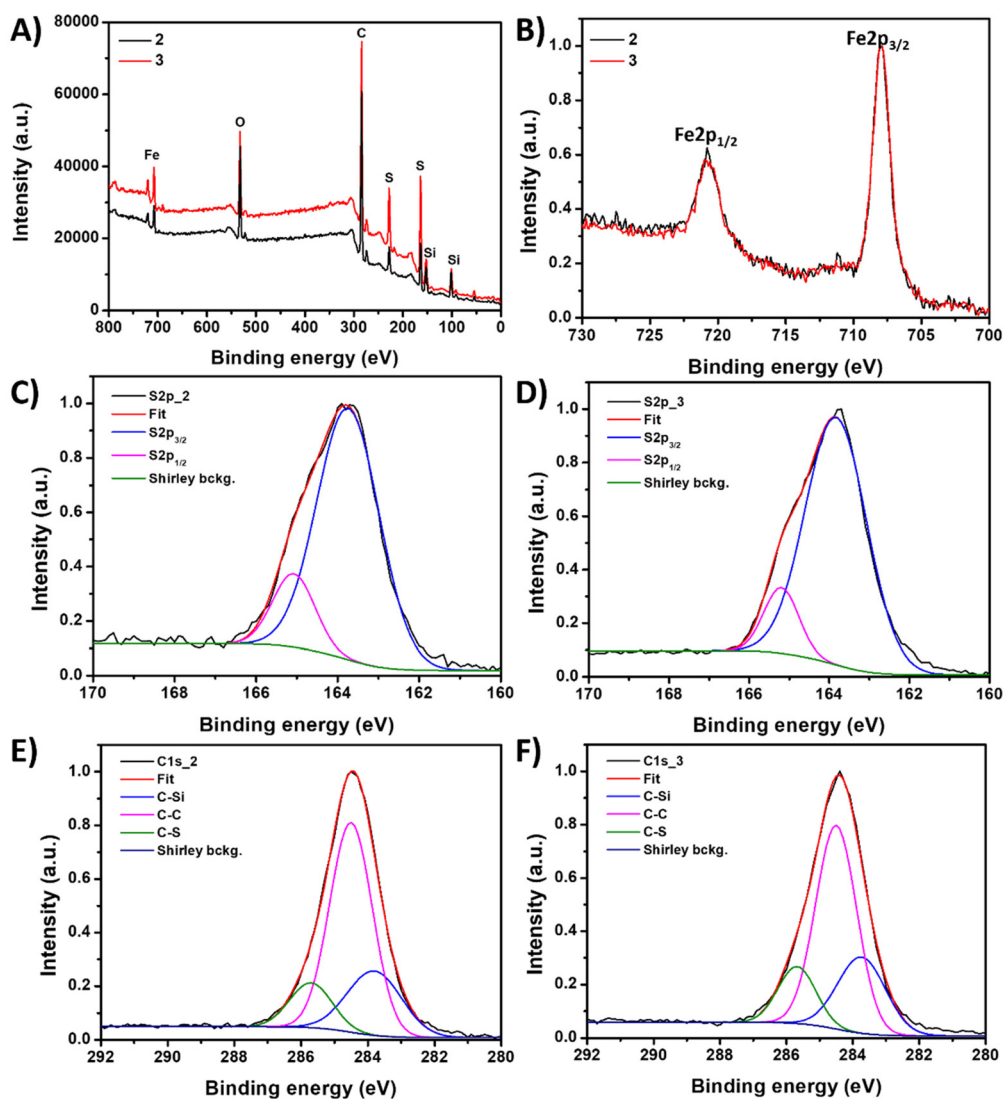 A)
2
3
C
O
Fe
S
S
Si
Si
80000
60000
40000
20000
0
Intensity (a.u.)
800 700 600 500 400 300 200 100 0
Binding energy (eV)
B)
2
3
Fe2p3/2
Fe2p1/2
1.0
0.8
0.6
0.4
0.2
0.0
Intensity (a.u.)
730 725 720 715 710 705 700
Binding energy (eV)
C)
S2p_2
Fit
S2p3/2
S2p1/2
Shirley bckg.
1.0
0.8
0.6
0.4
0.2
0.0
Intensity (a.u.)
170 168 166 164 162 160
Binding energy (eV)
D)
S2p_3
Fit
S2p3/2
S2p1/2
Shirley bckg.
1.0
0.8
0.6
0.4
0.2
0.0
Intensity (a.u.)
170 168 166 164 162 160
Binding energy (eV)
E)
C1s_2
Fit
C-Si
C-C
C-S
Shirley bckg.
1.0
0.8
0.6
0.4
0.2
0.0
Intensity (a.u.)
292 290 288 286 284 282 280
Binding energy (eV)
F)
C1s_3
Fit
C-Si
C-C
C-S
Shirley bckg.
1.0
0.8
0.6
0.4
0.2
0.0
Intensity (a.u.)
292 290 288 286 284 282 280
Binding energy (eV)